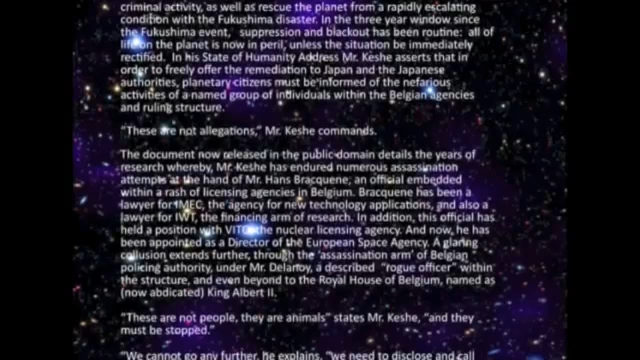 criminal activity, as well as rescue the planet from a rapidly escalating
condition with the Fukushima disaster. In the three year window since
the Fukushima event, suppression and blackout has been routine: all of
life on the planet is now in peril, unless the situation be immediately
rectified. In his State of Humanity Address Mr. Keshe asserts that in
order to freely offer the remediation to Japan and the Japanese
authorities, planetary citizens must be informed of the nefarious
activities of a named group of individuals within the Belgian agencies
and ruling structure.
"These are not allegations," Mr. Keshe commands.
The document now released in the public domain details the years of
research whereby, Mr. Keshe has endured numerous assassination
attempts at the hand of Mr. Hans Bracquene; an official embedded
within a rash of licensing agencies in Belgium. Bracquene has been a
lawyer for IMEC, the agency for new technology applications, and also a
lawyer for IWT, the financing arm of research. In addition, this official has
held a position with VITO the nuclear licensing agency. And now, he has
been appointed as a Director of the European Space Agency. A glaring
collusion extends further, through the 'assassination arm' of Belgian
policing authority, under Mr. Delanoy, a described "rogue officer" within
the structure, and even beyond to the Royal House of Belgium, named as
(now abdicated) King Albert II.
"These are not people, they are animals" states Mr. Keshe, "and they
must be stopped."
"We cannot go any further, he explains, "we need to disclose and call